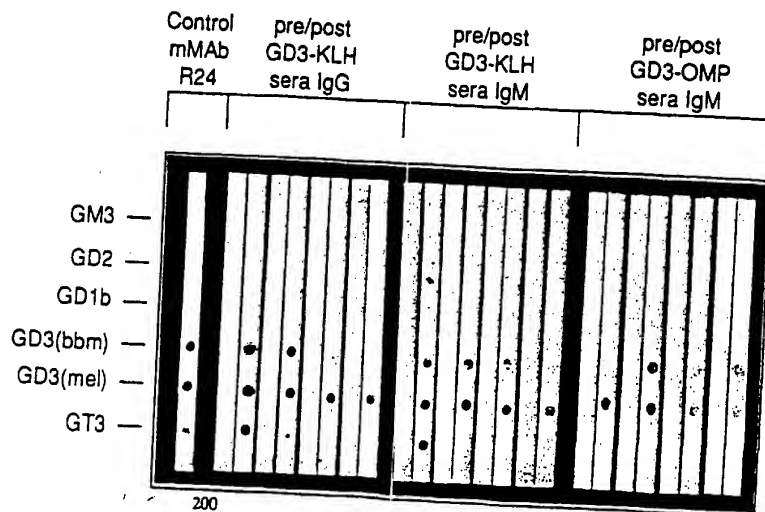 Control
mMAb
R24
pre/post
GD3-KLH
sera IgG
pre/post
GD3-KLH
sera IgM
pre/post
GD3-OMP
sera IgM
GM3
GD2
GD1b
GD3(bbm)
GD3(mel)
GT3
200